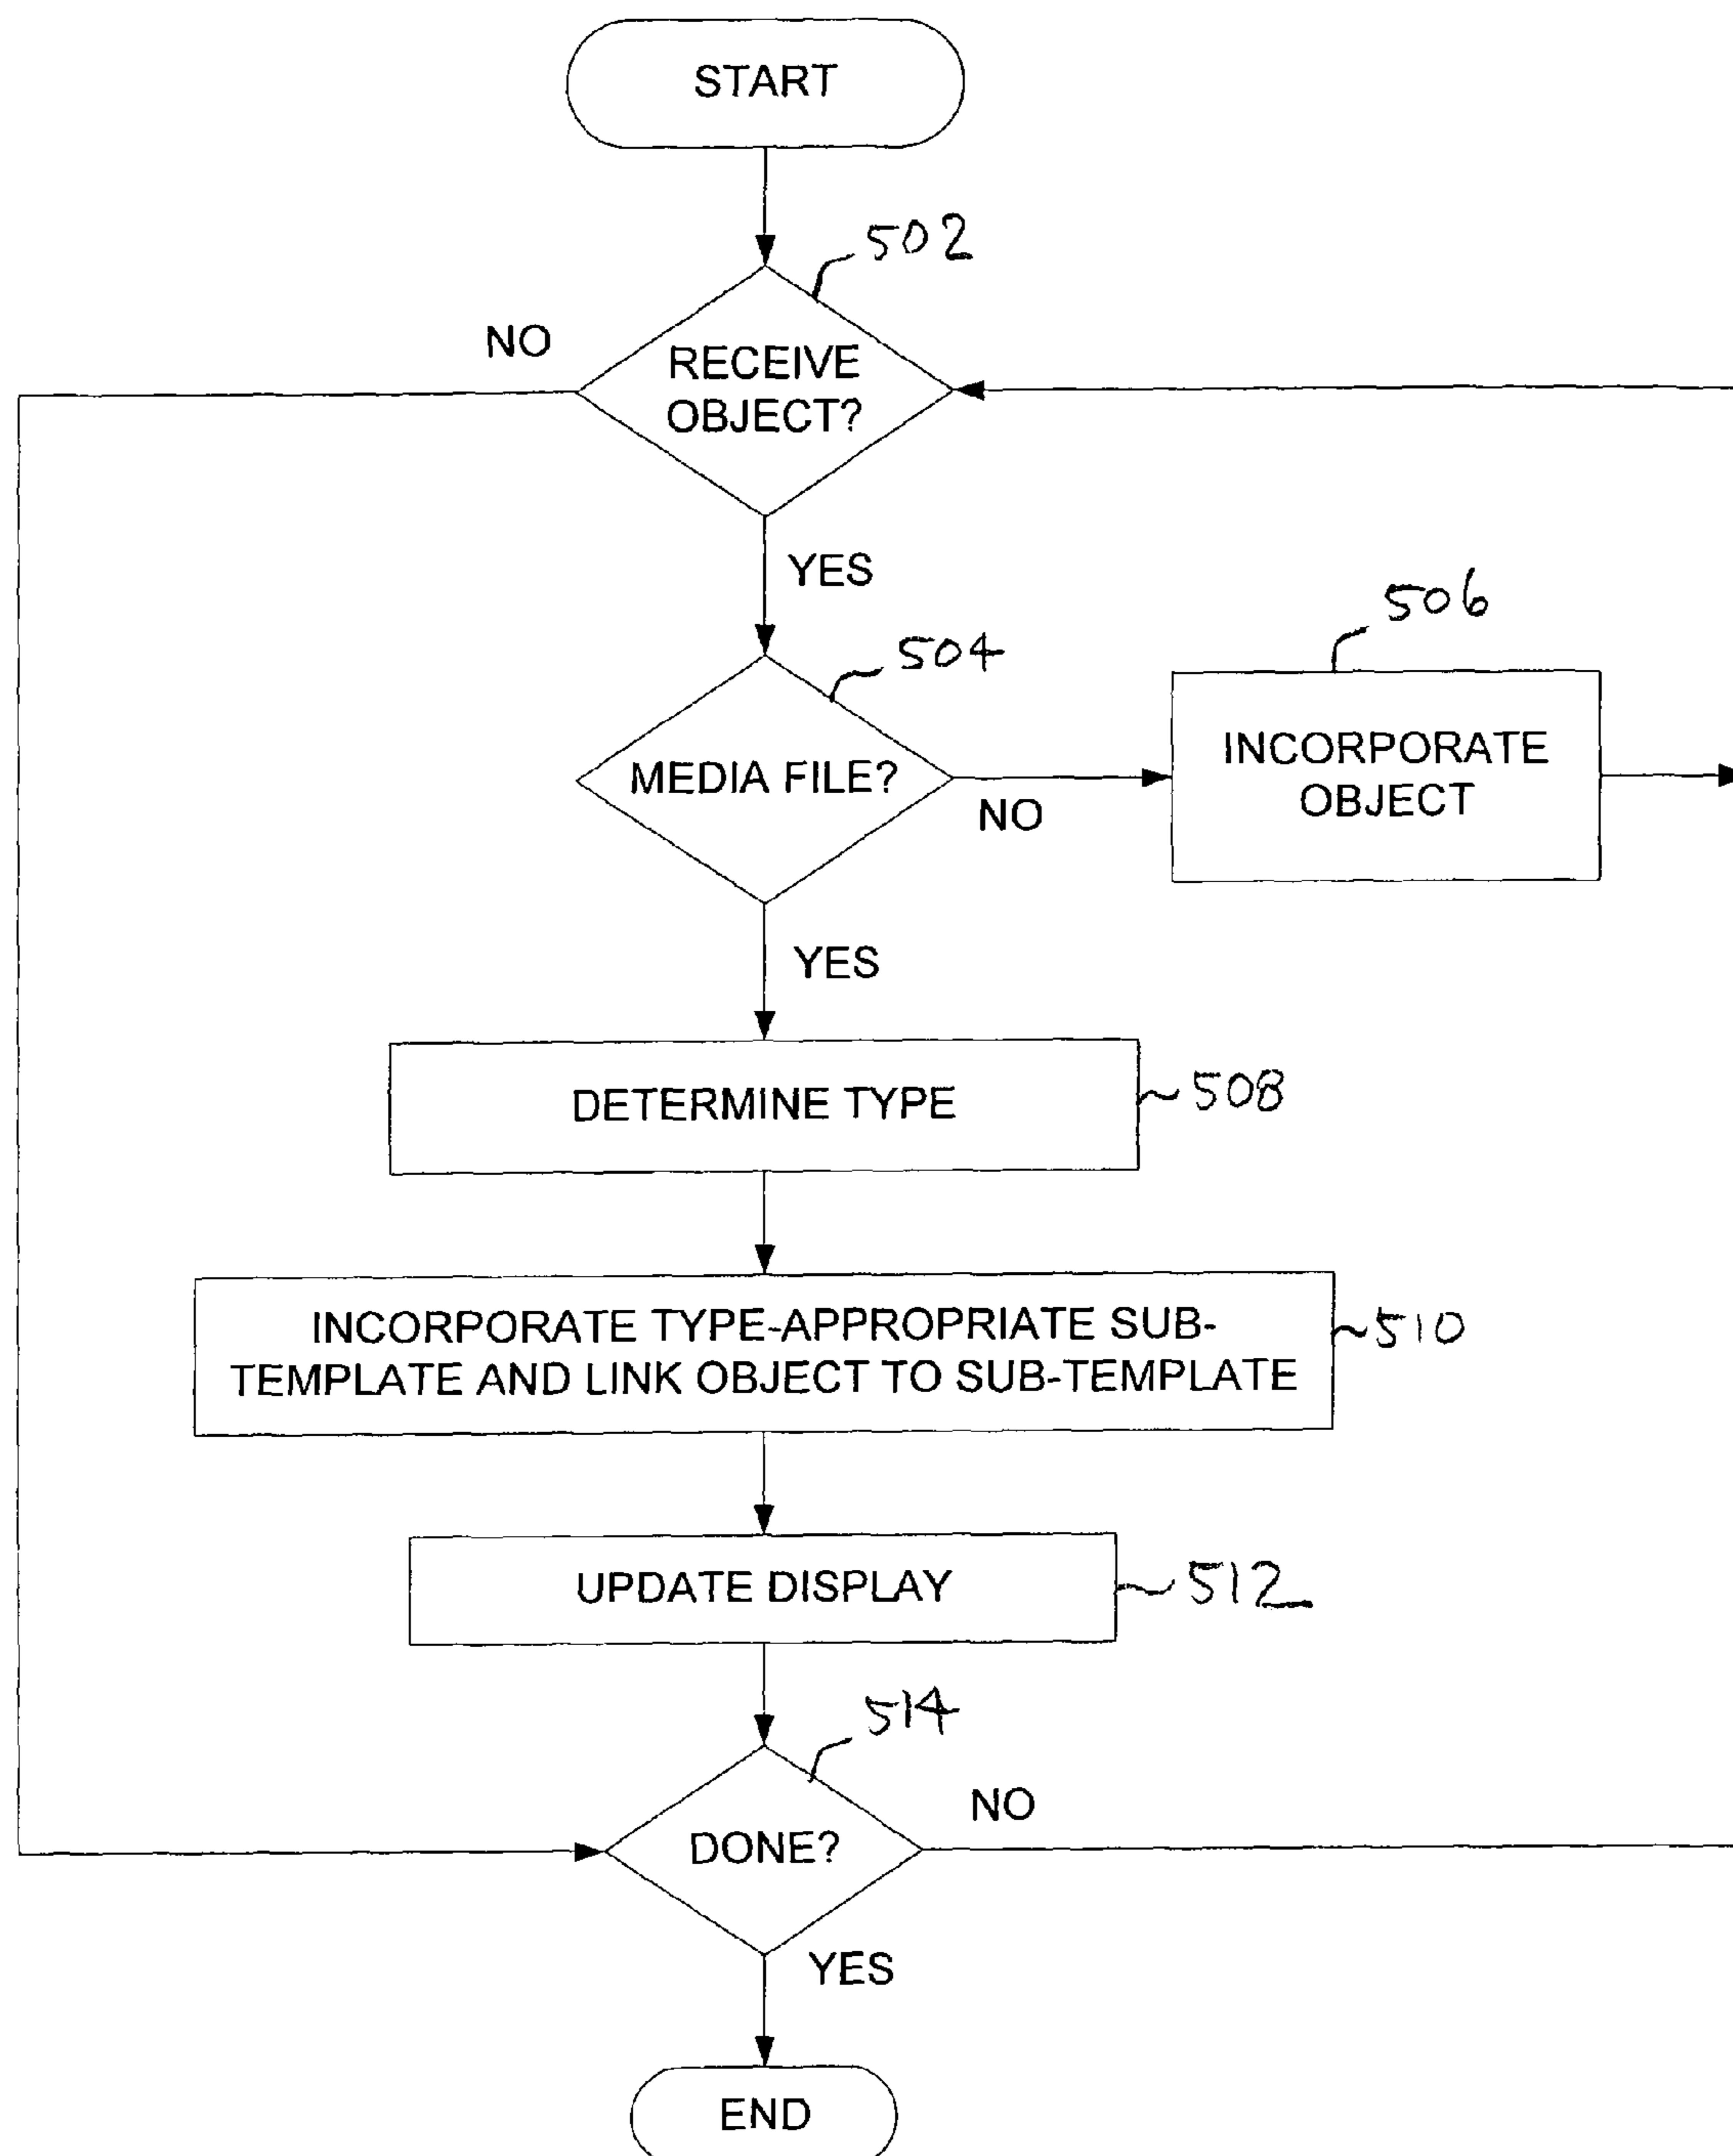 START
502
NO
RECEIVE
OBJECT?
YES
504
506
MEDIA FILE?
NO
INCORPORATE
OBJECT
YES
DETERMINE TYPE
508
INCORPORATE TYPE-APPROPRIATE SUB-
TEMPLATE AND LINK OBJECT TO SUB-TEMPLATE
510
UPDATE DISPLAY
512
514
NO
DONE?
YES
END